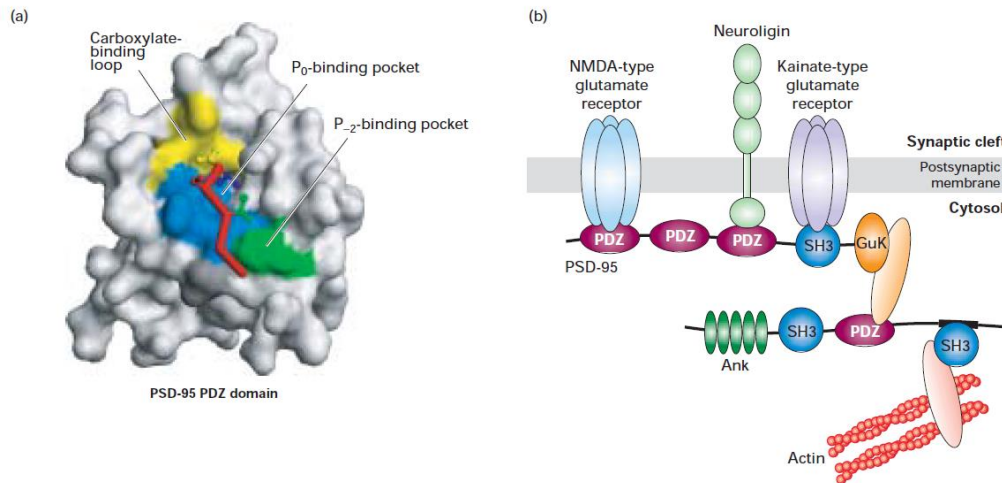 (a)
Carboxylate-
binding
loop
P0-binding pocket
P–2-binding pocket
PSD-95 PDZ domain
(b)
Neuroligin
NMDA-type
glutamate
receptor
Kainate-type
glutamate
receptor
Synaptic cleft
Postsynaptic
membrane
Cytosol
PDZ
PDZ
PDZ
SH3
GuK
PSD-95
SH3
PDZ
SH3
Ank
Actin